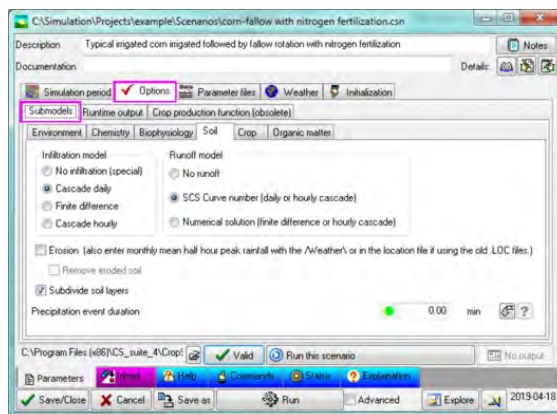 C:\Simulation\Projects\example\Scenarios\corn-fallow with nitrogen fertilization.csn
Description Typical irrigated corn irrigated followed by fallow rotation with nitrogen fertilization Notes
Documentation Details:
Simulation period Options Parameter files Weather Initialization
Submodels Runtime output Crop production function (obsolete)
Environment Chemistry Biophysiology Soil Crop Organic matter
Infiltration model Runoff model
No infiltration (special) No runoff
Cascade daily SCS Curve number (daily or hourly cascade)
Finite difference
Cascade hourly Numerical solution (finite difference or hourly cascade)
Erosion (also enter monthly mean half hour peak rainfall with the /Weather\ or in the location file if using the old .LOC files.)
Remove eroded soil
Subdivide soil layers
Precipitation event duration 0.00 min ?
C:\Program Files (x86)\CS_suite_4\Crop Valid Run this scenario No output
Parameters Help Commands Status Explanation
Save/Close Cancel Save as Run Advanced Explore 2019-04-18